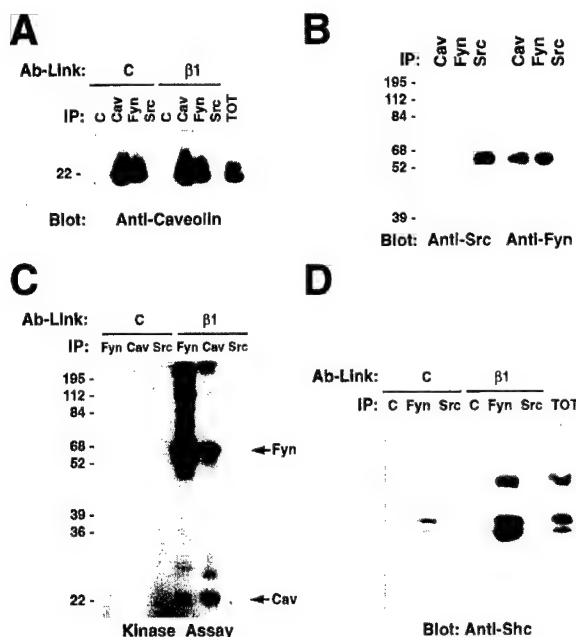 A
Ab-Link: C β1
IP: C Cav Fyn Src C Cav Fyn Src TOT
22 -
Blot: Anti-Caveolin
B
IP: Cav Fyn Src Cav Fyn Src
195 -
112 -
84 -
68 -
52 -
39 -
Blot: Anti-Src Anti-Fyn
C
Ab-Link: C β1
IP: Fyn Cav Src Fyn Cav Src
195 -
112 -
84 -
68 -
52 -
39 -
36 -
22 -
Fyn
Cav
Kinase Assay
D
Ab-Link: C β1
IP: C Fyn Src C Fyn Src TOT
Blot: Anti-Shc